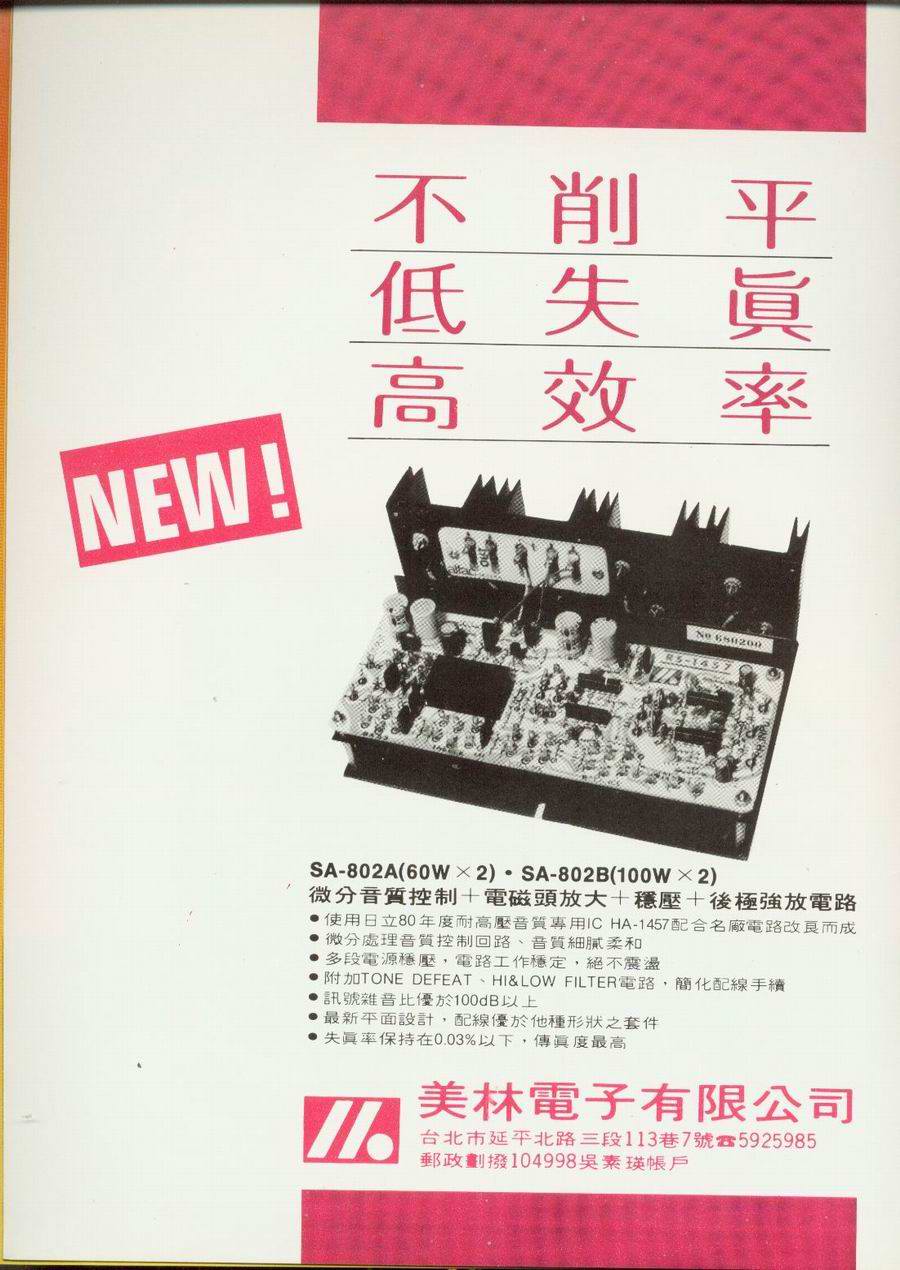 不削平
低失眞
高效率
NEW!
altac
No 680200
SA-802A(60W×2)・SA-802B(100W×2)
微分音質控制＋電磁頭放大＋穩壓＋後極強放電路
●使用日立80年度耐高壓音質專用IC HA-1457配合名廠電路改良而成
●微分處理音質控制回路、音質細膩柔和
●多段電源穩壓，電路工作穩定，絕不震盪
●附加TONE DEFEAT、HI&LOW FILTER電路，簡化配線手續
●訊號雜音比優於100dB以上
●最新平面設計，配線優於他種形狀之套件
●失眞率保持在0.03%以下，傳眞度最高
美林電子有限公司
台北市延平北路三段113巷7號☎5925985
郵政劃撥104998吳素瑛帳戶